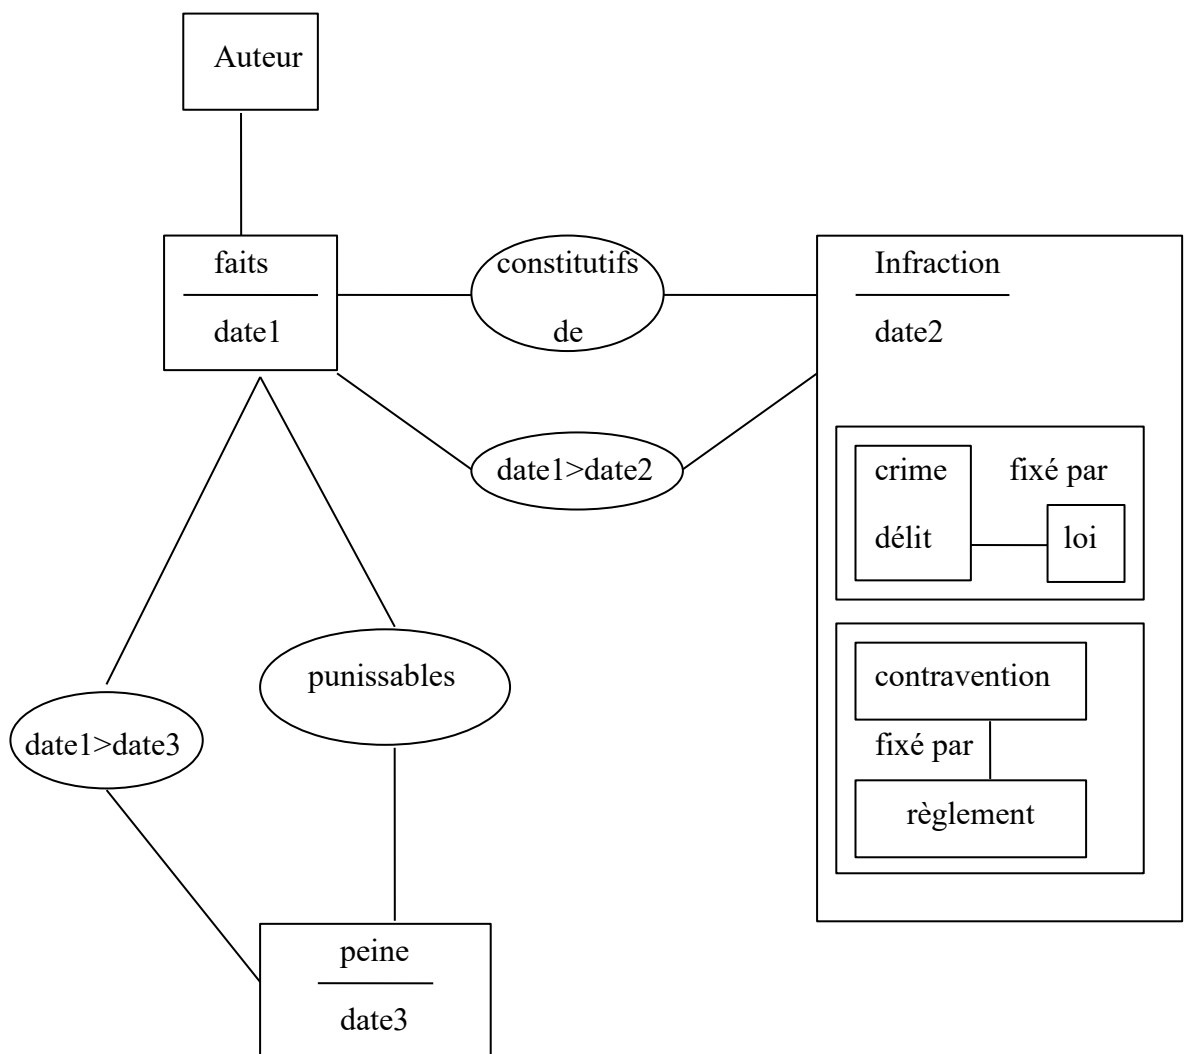 Auteur
faits
date1
constitutifs
de
Infraction
date2
date1>date2
crime
fixé par
délit
loi
punissables
contravention
date1>date3
fixé par
règlement
peine
date3